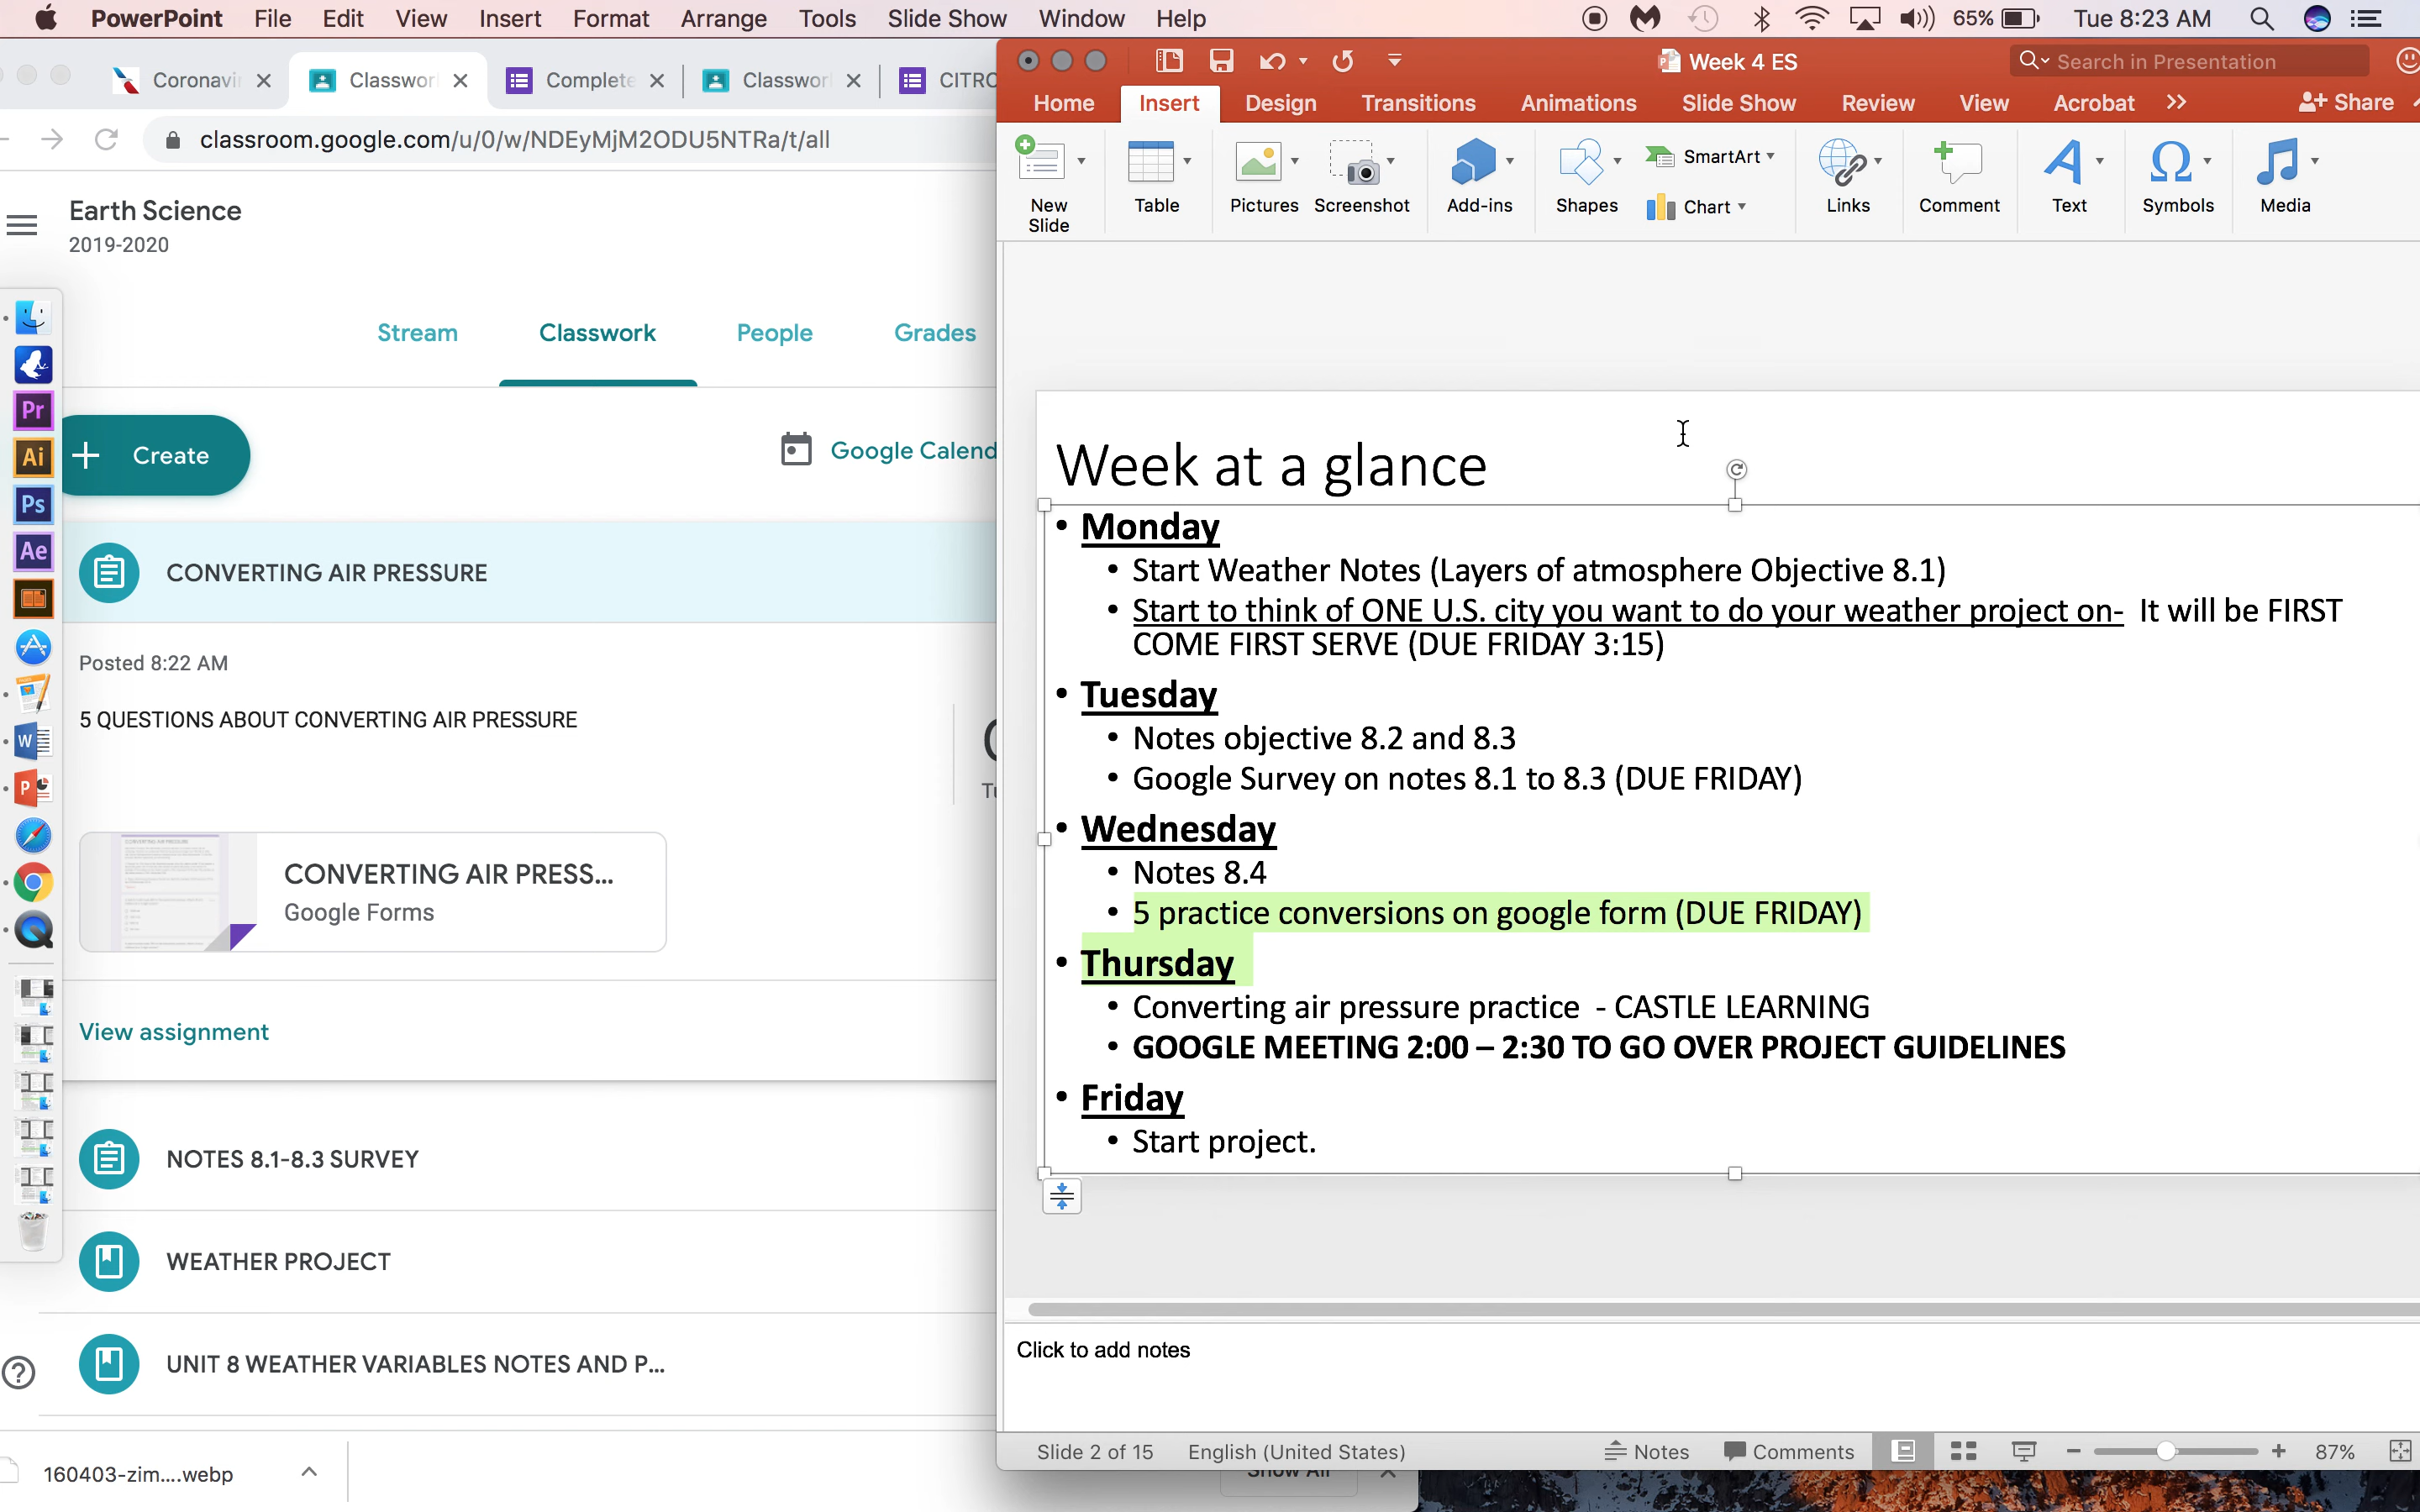 PowerPoint File Edit View Insert Format Arrange Tools Slide Show Window Help 65% Tue 8:23 AM
Coronavi Classwor Complete Classwor CITRO
classroom.google.com/u/0/w/NDEyMjM2ODU5NTRa/t/all
Earth Science
2019-2020
Stream Classwork People Grades
Create
Google Calend
CONVERTING AIR PRESSURE
Posted 8:22 AM
5 QUESTIONS ABOUT CONVERTING AIR PRESSURE
CONVERTING AIR PRESS...
Google Forms
View assignment
NOTES 8.1-8.3 SURVEY
WEATHER PROJECT
UNIT 8 WEATHER VARIABLES NOTES AND P...
160403-zim....webp
Pr
Ai
Ps
Ae
W
P
Week 4 ES
Search in Presentation
Home Insert Design Transitions Animations Slide Show Review View Acrobat Share
New Slide
Table
Pictures
Screenshot
Add-ins
Shapes
SmartArt
Chart
Links
Comment
Text
Symbols
Media
Week at a glance
• Monday
• Start Weather Notes (Layers of atmosphere Objective 8.1)
• Start to think of ONE U.S. city you want to do your weather project on- It will be FIRST
COME FIRST SERVE (DUE FRIDAY 3:15)
• Tuesday
• Notes objective 8.2 and 8.3
• Google Survey on notes 8.1 to 8.3 (DUE FRIDAY)
• Wednesday
• Notes 8.4
• 5 practice conversions on google form (DUE FRIDAY)
• Thursday
• Converting air pressure practice - CASTLE LEARNING
• GOOGLE MEETING 2:00 – 2:30 TO GO OVER PROJECT GUIDELINES
• Friday
• Start project.
Click to add notes
Slide 2 of 15 English (United States) Notes Comments 87%
Show All